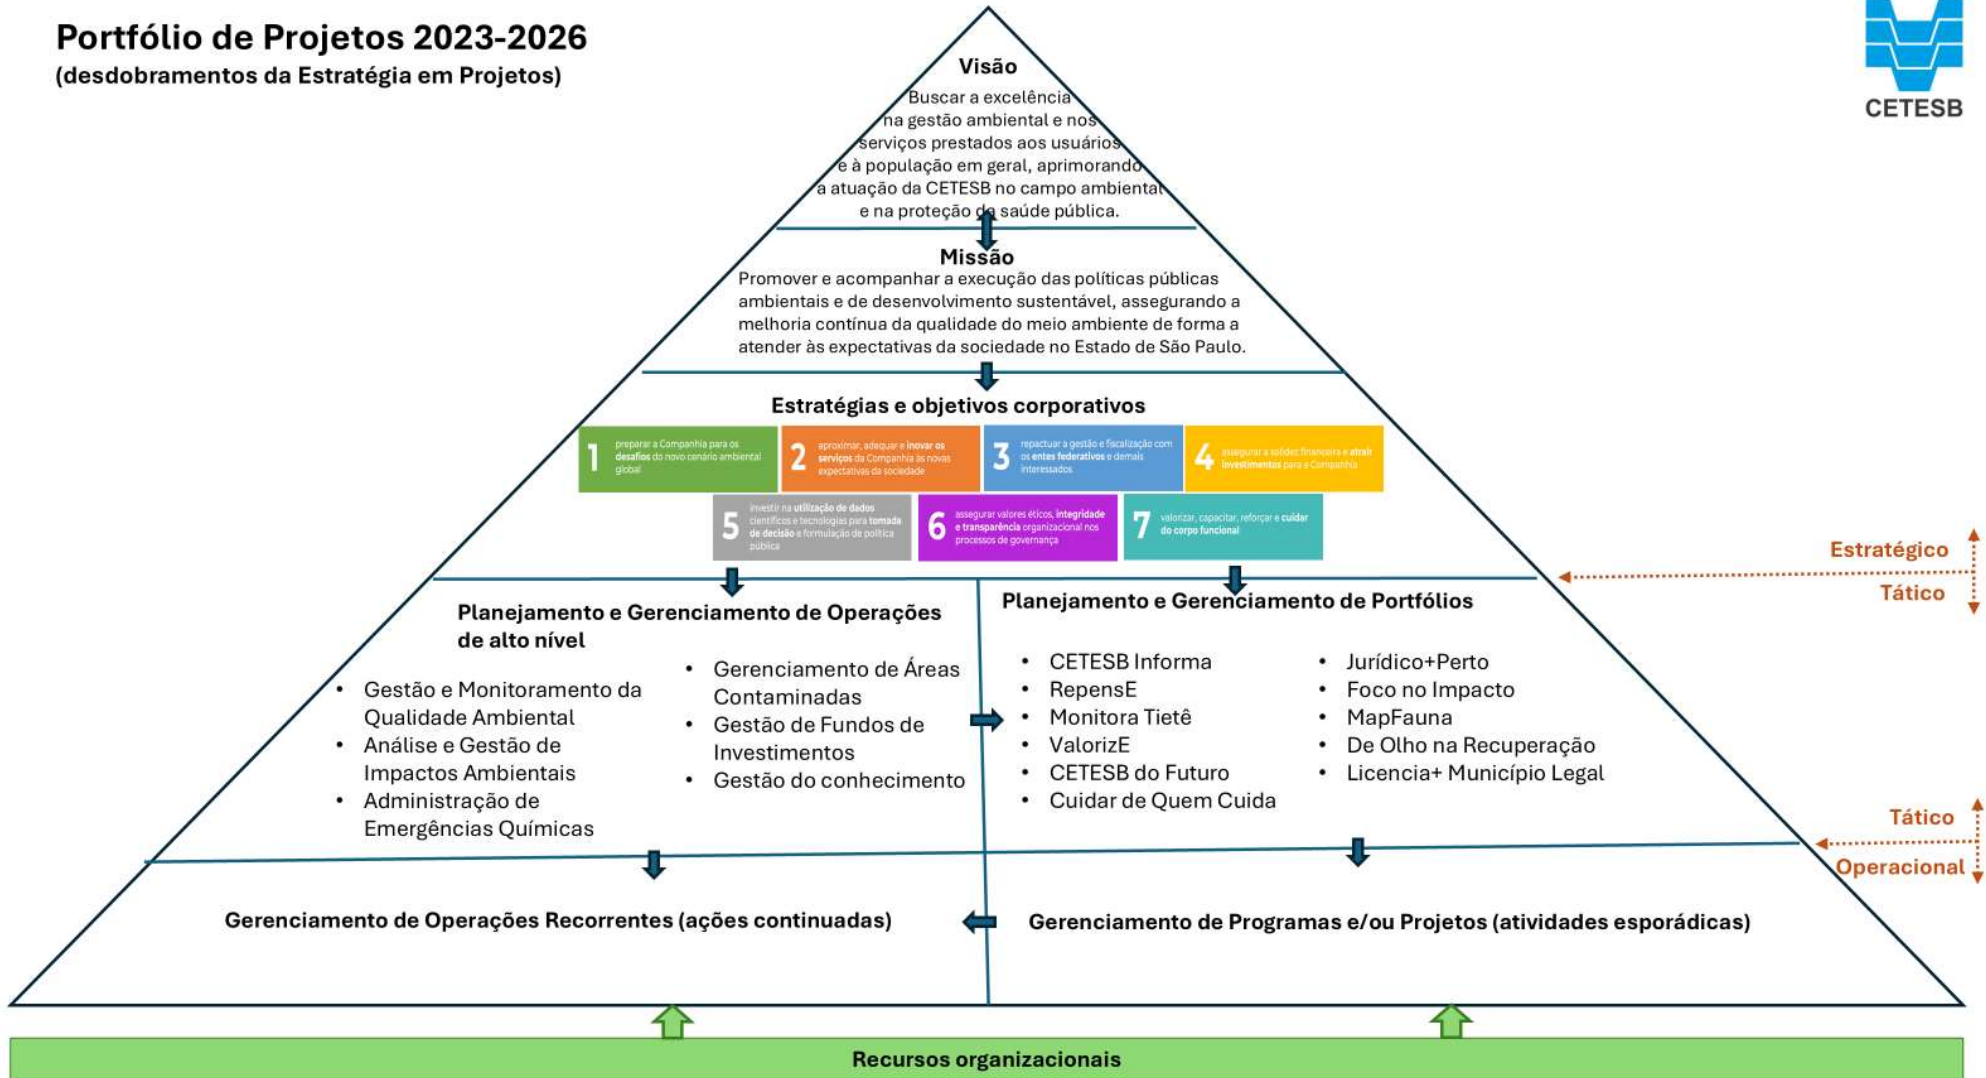 Portfólio de Projetos 2023-2026
(desdobramentos da Estratégia em Projetos)
CETESB
Visão
Buscar a excelência
na gestão ambiental e nos
serviços prestados aos usuários
e à população em geral, aprimorando
a atuação da CETESB no campo ambiental
e na proteção da saúde pública.
Missão
Promover e acompanhar a execução das políticas públicas
ambientais e de desenvolvimento sustentável, assegurando a
melhoria contínua da qualidade do meio ambiente de forma a
atender às expectativas da sociedade no Estado de São Paulo.
Estratégias e objetivos corporativos
1
preparar a Companhia para os
desafios do novo cenário ambiental
global
2
aproximar, adequar e inovar os
serviços da Companhia às novas
expectativas da sociedade
3
repactuar a gestão e fiscalização com
os entes federativos e demais
interessados
4
assegurar a solidez financeira e atrair
investimentos para a Companhia
5
investir na utilização de dados
científicos e tecnologias para tomada
de decisão e formulação de política
pública
6
assegurar valores éticos, integridade
e transparência organizacional nos
processos de governança
7
valorizar, capacitar, reforçar e cuidar
do corpo funcional
Estratégico
Tático
Planejamento e Gerenciamento de Operações
de alto nível
• Gestão e Monitoramento da
Qualidade Ambiental
• Análise e Gestão de
Impactos Ambientais
• Administração de
Emergências Químicas
• Gerenciamento de Áreas
Contaminadas
• Gestão de Fundos de
Investimentos
• Gestão do conhecimento
Planejamento e Gerenciamento de Portfólios
• CETESB Informa
• RepensE
• Monitora Tietê
• ValorizE
• CETESB do Futuro
• Cuidar de Quem Cuida
• Jurídico+Perto
• Foco no Impacto
• MapFauna
• De Olho na Recuperação
• Licencia+ Município Legal
Tático
Operacional
Gerenciamento de Operações Recorrentes (ações continuadas)
Gerenciamento de Programas e/ou Projetos (atividades esporádicas)
Recursos organizacionais